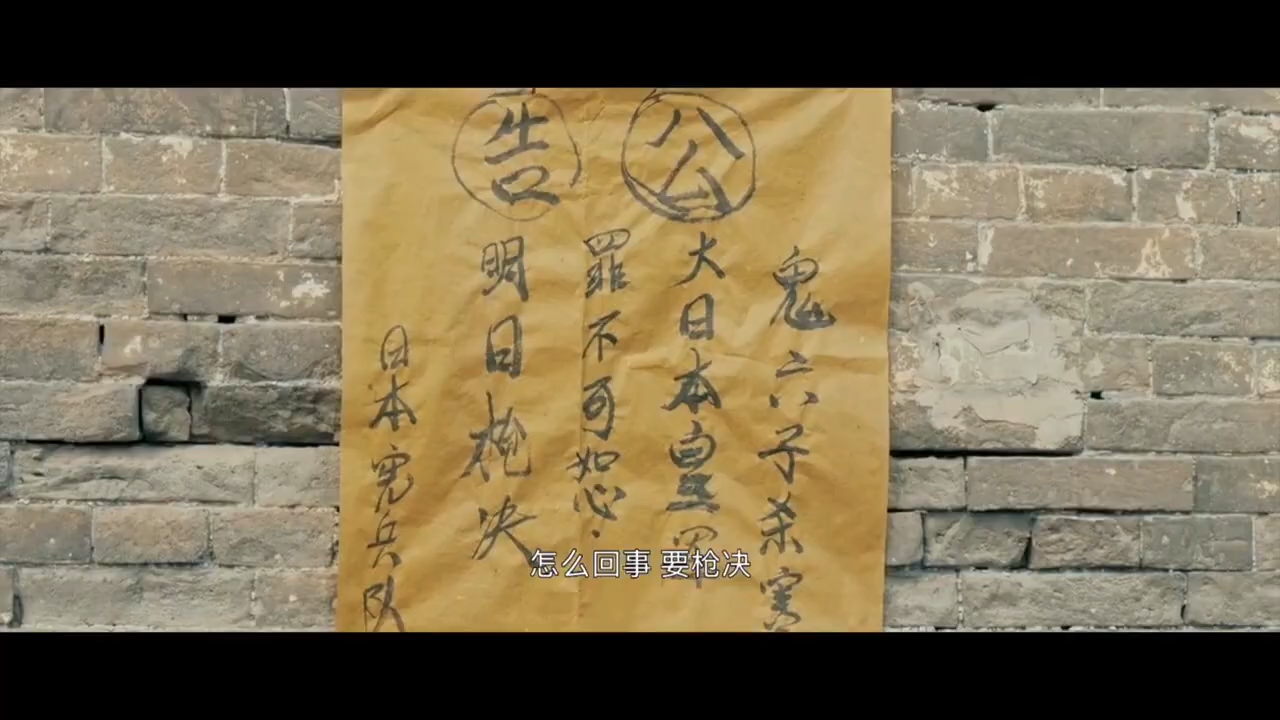 公告
鬼六子杀害
大日本皇
罪不可恕.
明日枪决
日本宪兵队
怎么回事 要枪决